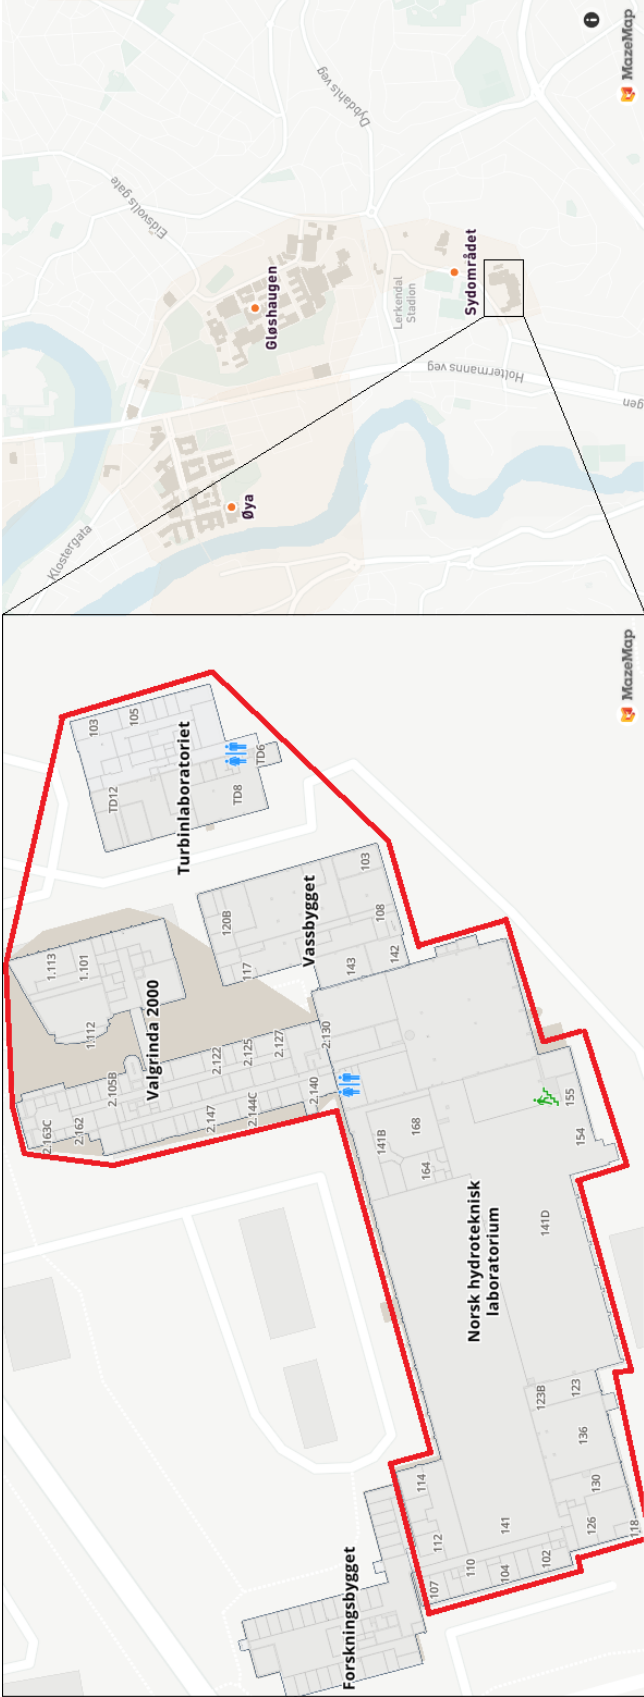 2.163C
1.113
2.162
1.101
1.112
103
2.105B
TD12
105
Valgrinda 2000
Turbinlaboratoriet
2.147
2.122
120B
2.144C
2.125
117
TD8
2.127
TD6
2.140
2.130
Vassbygget
143
103
141B
108
142
168
164
Forskningsbygget
107
112
114
110
104
141
102
Norsk hydroteknisk
laboratorium
141D
123B
123
136
130
126
118
154
155
MazeMap
Klostergata
Eidsvolls gate
Øya
Gløshaugen
Dybdahls veg
Lerkendal
Stadion
Holtermanns veg
Sydområdet
gen
i
MazeMap